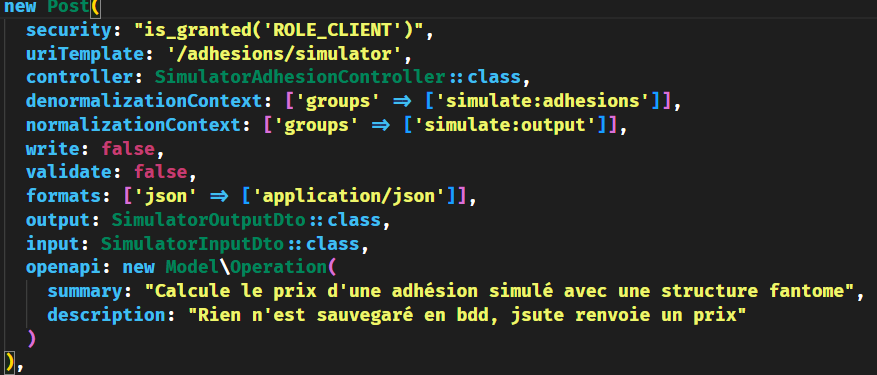 new Post(
security: "is_granted('ROLE_CLIENT')",
uriTemplate: '/adhesions/simulator',
controller: SimulatorAdhesionController::class,
denormalizationContext: ['groups' => ['simulate:adhesions']],
normalizationContext: ['groups' => ['simulate:output']],
write: false,
validate: false,
formats: ['json' => ['application/json']],
output: SimulatorOutputDto::class,
input: SimulatorInputDto::class,
openapi: new Model\Operation(
summary: "Calcule le prix d'une adhésion simulé avec une structure fantome",
description: "Rien n'est sauvegaré en bdd, jsute renvoie un prix"
)
),